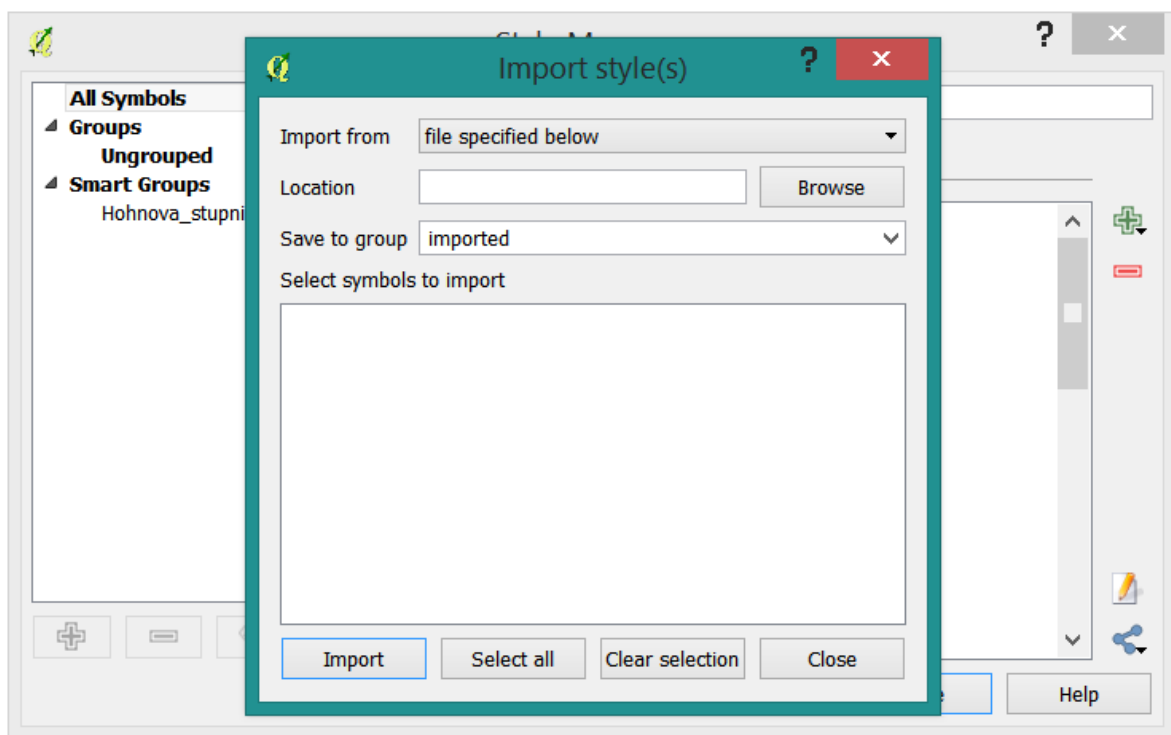 ?
Import style(s) ?
All Symbols
Groups
Ungrouped
Smart Groups
Hohnova_stupni
Import from file specified below
Location Browse
Save to group imported
Select symbols to import
Import Select all Clear selection Close
Help